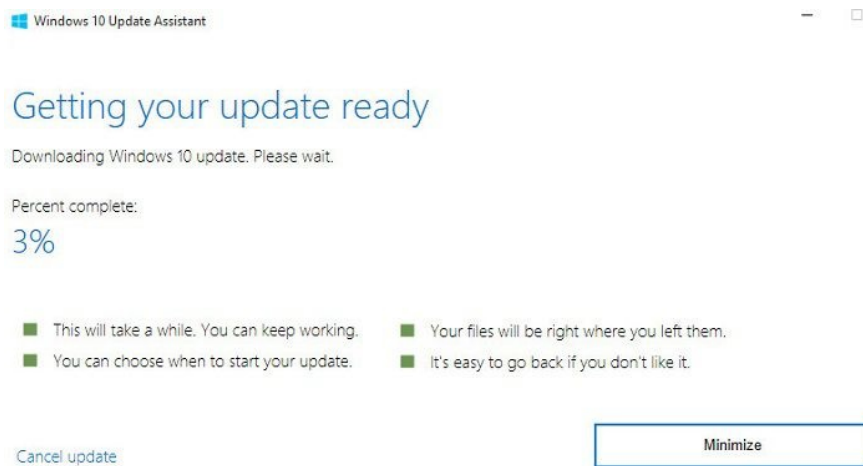 Windows 10 Update Assistant
Getting your update ready
Downloading Windows 10 update. Please wait.
Percent complete:
3%
This will take a while. You can keep working.
You can choose when to start your update.
Your files will be right where you left them.
It's easy to go back if you don't like it.
Cancel update
Minimize